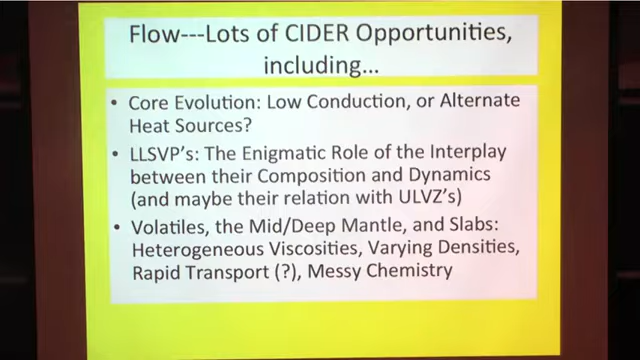 Flow---Lots of CIDER Opportunities,
including...
• Core Evolution: Low Conduction, or Alternate
Heat Sources?
• LLSVP's: The Enigmatic Role of the Interplay
between their Composition and Dynamics
(and maybe their relation with ULVZ's)
• Volatiles, the Mid/Deep Mantle, and Slabs:
Heterogeneous Viscosities, Varying Densities,
Rapid Transport (?), Messy Chemistry